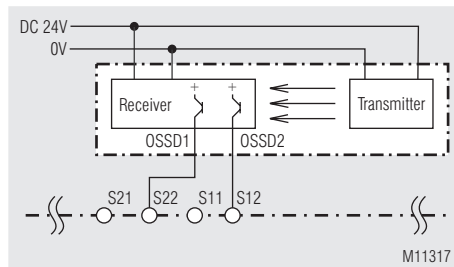 DC 24V
0V
+ +
Receiver
Transmitter
OSSD1 OSSD2
S21 S22 S11 S12
M11317